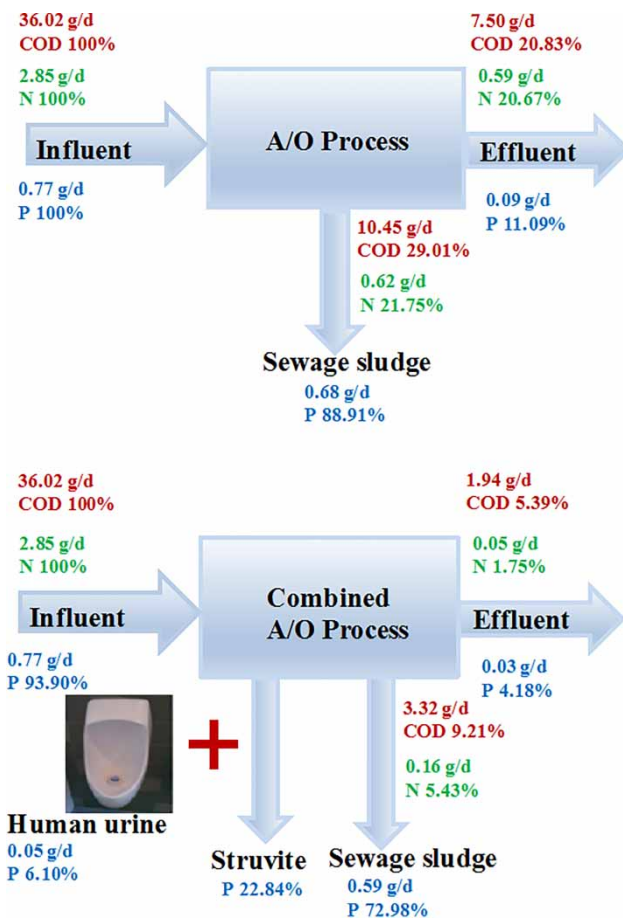 36.02 g/d
COD 100%
2.85 g/d
N 100%
Influent
0.77 g/d
P 100%
A/O Process
7.50 g/d
COD 20.83%
0.59 g/d
N 20.67%
Effluent
0.09 g/d
P 11.09%
10.45 g/d
COD 29.01%
0.62 g/d
N 21.75%
Sewage sludge
0.68 g/d
P 88.91%
36.02 g/d
COD 100%
2.85 g/d
N 100%
Influent
0.77 g/d
P 93.90%
Combined
A/O Process
1.94 g/d
COD 5.39%
0.05 g/d
N 1.75%
Effluent
0.03 g/d
P 4.18%
3.32 g/d
COD 9.21%
0.16 g/d
N 5.43%
Human urine
0.05 g/d
P 6.10%
Struvite
P 22.84%
Sewage sludge
0.59 g/d
P 72.98%